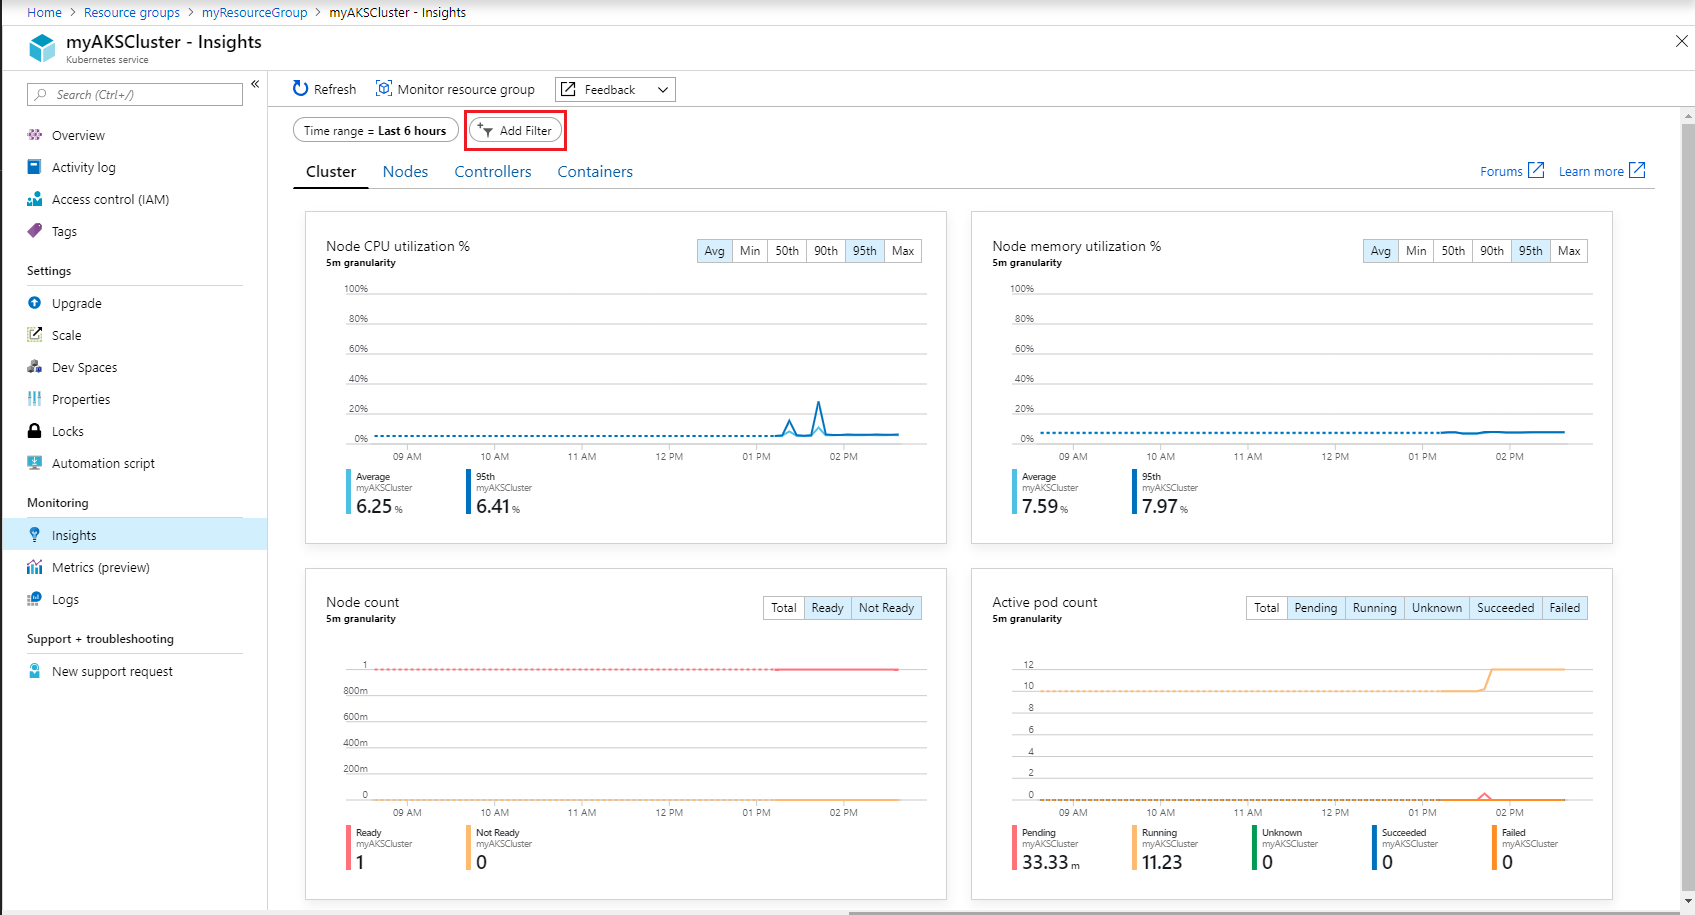 Home > Resource groups > myResourceGroup > myAKSCluster - Insights
myAKSCluster - Insights
Kubernetes service
Search (Ctrl+/)
«
Overview
Activity log
Access control (IAM)
Tags
Settings
Upgrade
Scale
Dev Spaces
Properties
Locks
Automation script
Monitoring
Insights
Metrics (preview)
Logs
Support + troubleshooting
New support request
Refresh Monitor resource group Feedback
Time range = Last 6 hours Add Filter
Cluster Nodes Controllers Containers Forums Learn more
Node CPU utilization %
5m granularity
Avg Min 50th 90th 95th Max
100%
80%
60%
40%
20%
0%
09 AM 10 AM 11 AM 12 PM 01 PM 02 PM
Average 95th
myAKSCluster myAKSCluster
6.25 % 6.41 %
Node memory utilization %
5m granularity
Avg Min 50th 90th 95th Max
100%
80%
60%
40%
20%
0%
09 AM 10 AM 11 AM 12 PM 01 PM 02 PM
Average 95th
myAKSCluster myAKSCluster
7.59 % 7.97 %
Node count
5m granularity
Total Ready Not Ready
1
800m
600m
400m
200m
0
09 AM 10 AM 11 AM 12 PM 01 PM 02 PM
Ready Not Ready
myAKSCluster myAKSCluster
1 0
Active pod count
5m granularity
Total Pending Running Unknown Succeeded Failed
12
10
8
6
4
2
0
09 AM 10 AM 11 AM 12 PM 01 PM 02 PM
Pending Running Unknown Succeeded Failed
myAKSCluster myAKSCluster myAKSCluster myAKSCluster myAKSCluster
33.33 m 11.23 0 0 0